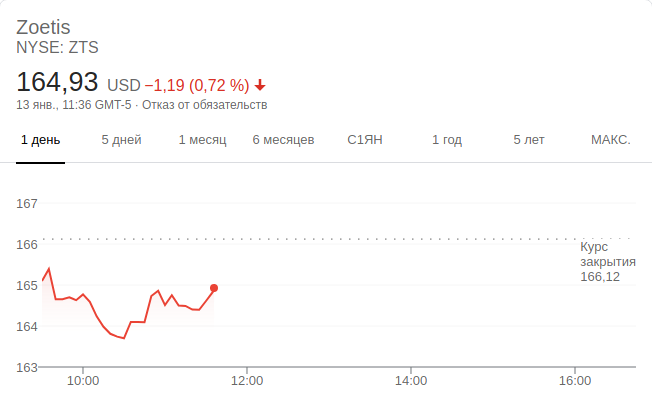 Zoetis
NYSE: ZTS
164,93 USD −1,19 (0,72 %)
13 янв., 11:36 GMT-5 · Отказ от обязательств
1 день 5 дней 1 месяц 6 месяцев С1ЯН 1 год 5 лет МАКС.
167
166
Курс
закрытия
166,12
165
164
163
10:00 12:00 14:00 16:00